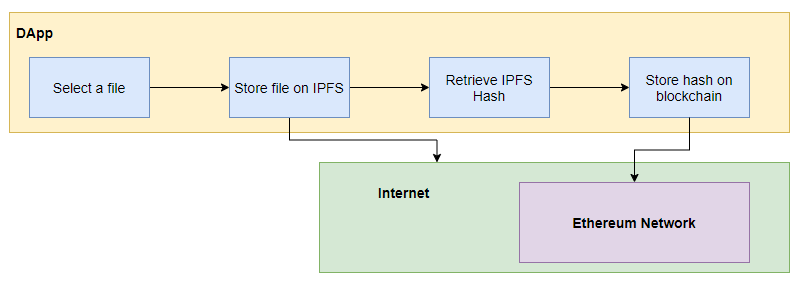 DApp
Select a file
Store file on IPFS
Retrieve IPFS
Hash
Store hash on
blockchain
Internet
Ethereum Network